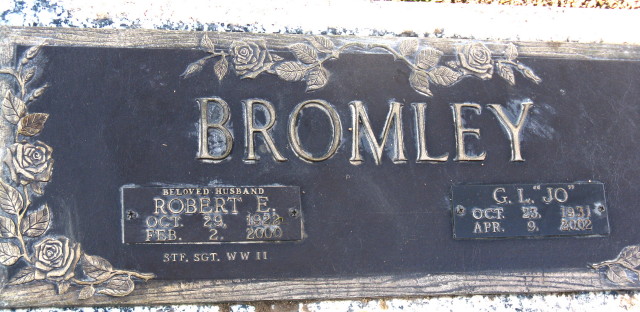 BROMLEY
BELOVED HUSBAND
ROBERT E.
OCT. 29,
FEB. 2, 2000
STF. SGT. WW II
G. L. "JO"
OCT. 23, 1931
APR. 9, 2002